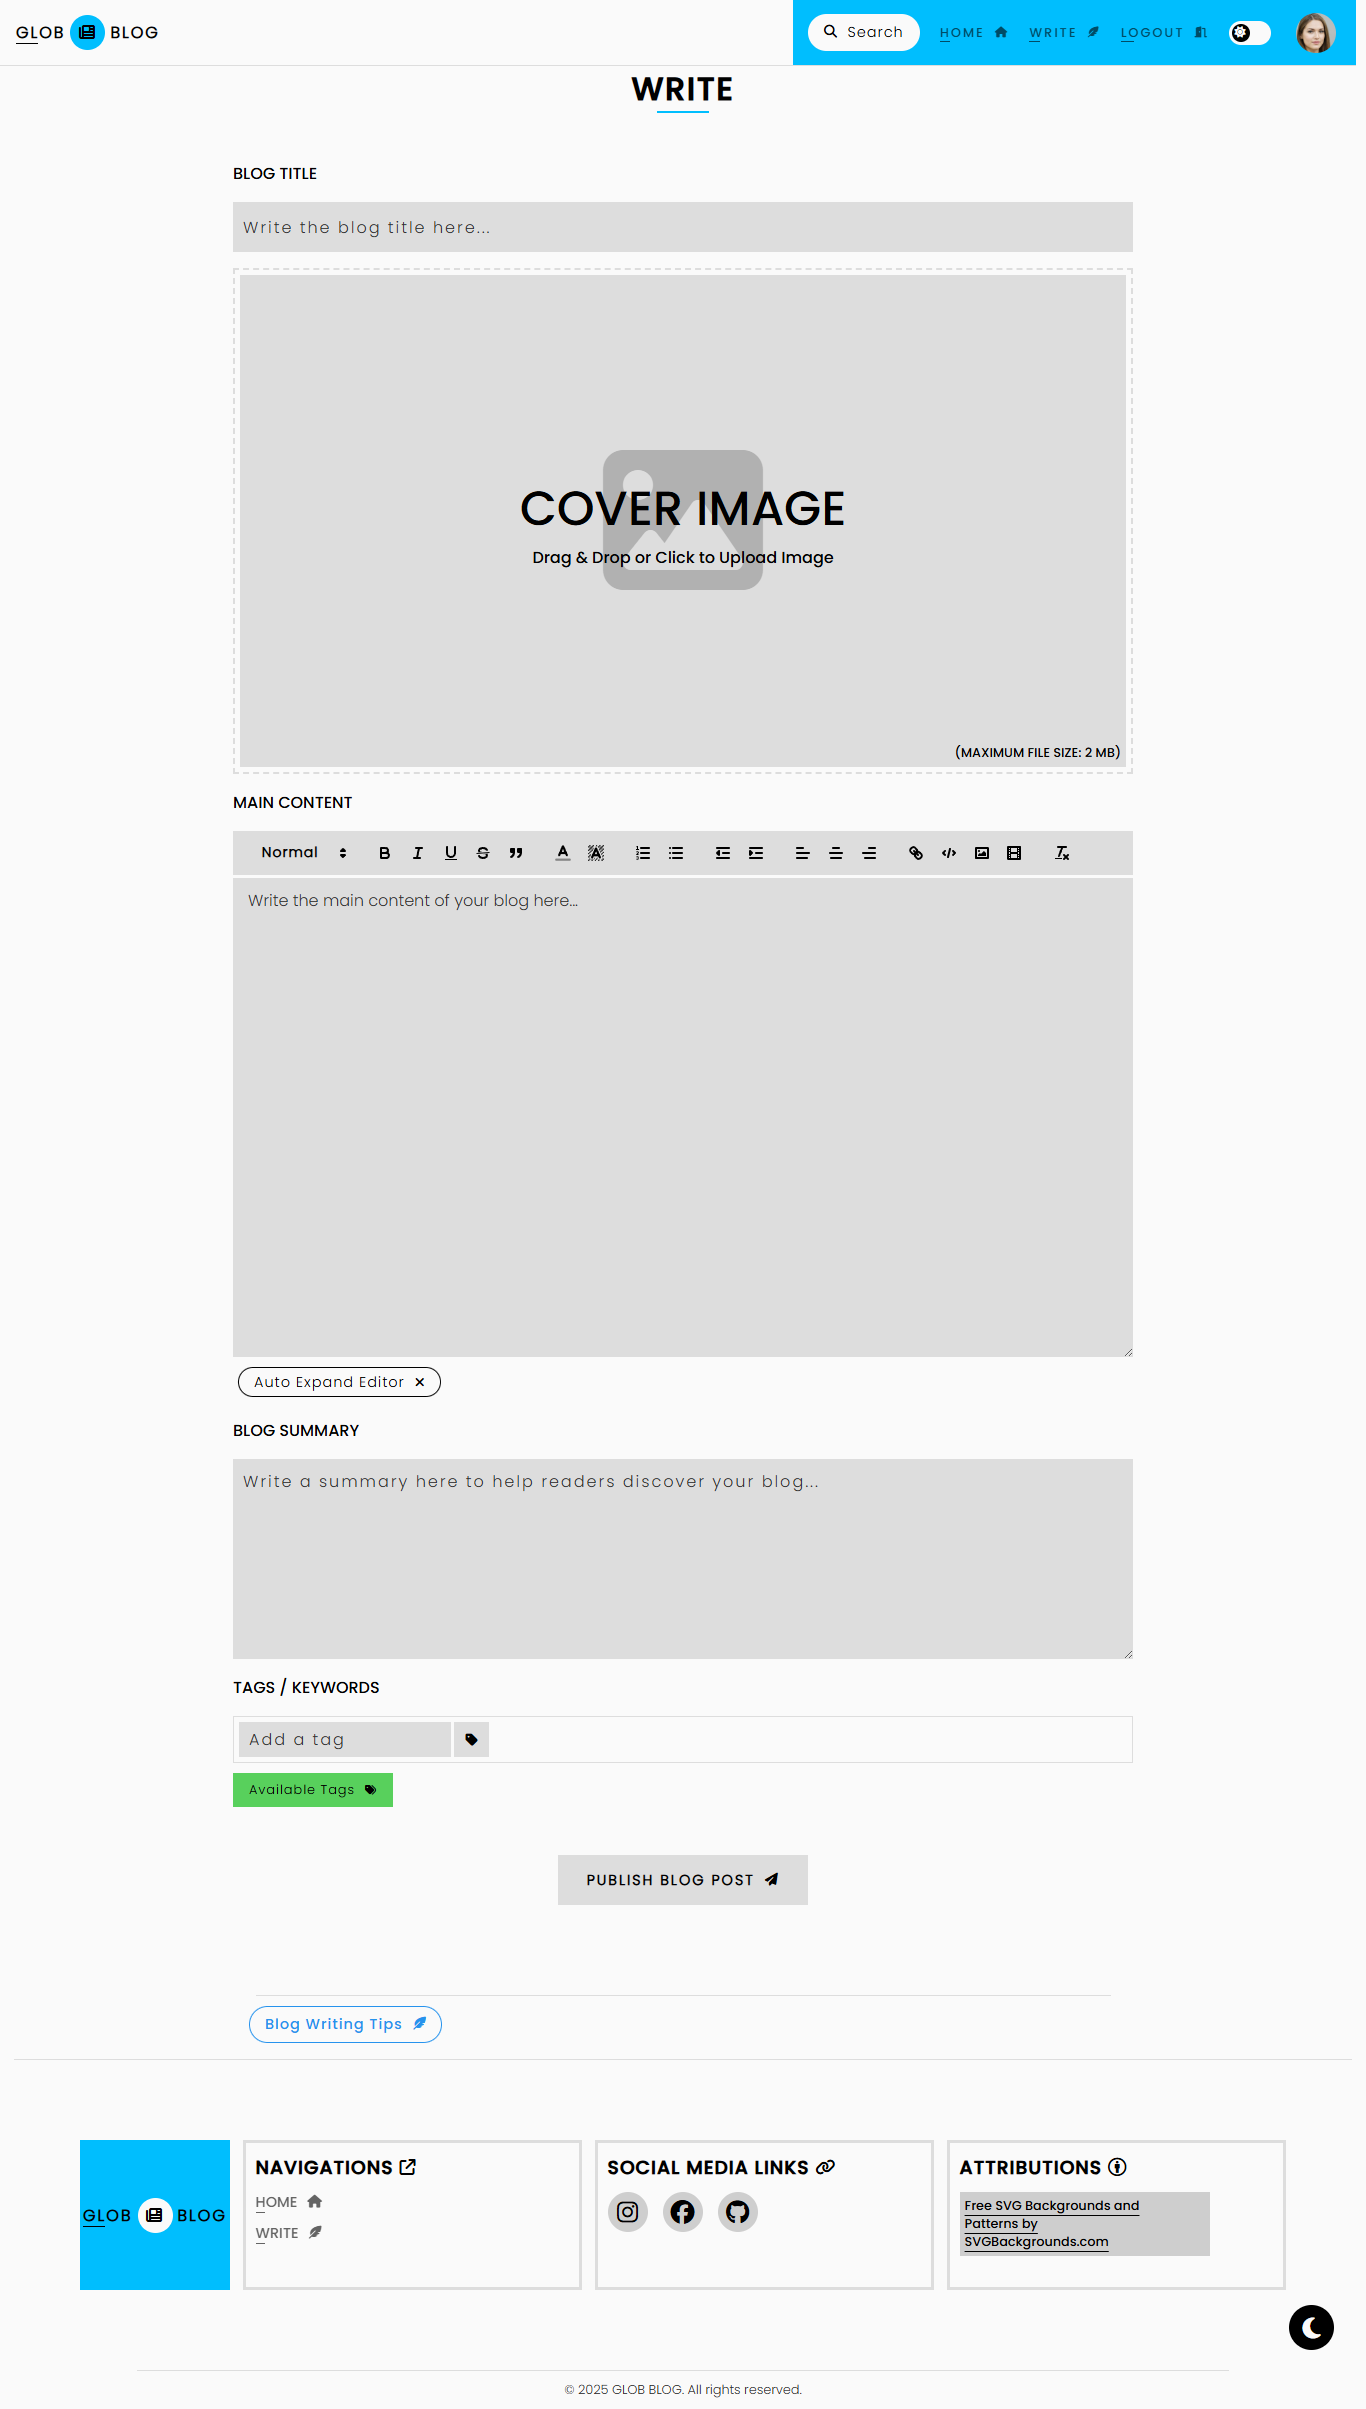 GLOB BLOG
Search HOME WRITE LOGOUT
WRITE
BLOG TITLE
Write the blog title here...
COVER IMAGE
Drag & Drop or Click to Upload Image
(MAXIMUM FILE SIZE: 2 MB)
MAIN CONTENT
Normal
Write the main content of your blog here...
Auto Expand Editor
BLOG SUMMARY
Write a summary here to help readers discover your blog...
TAGS / KEYWORDS
Add a tag
Available Tags
PUBLISH BLOG POST
Blog Writing Tips
GLOB BLOG
NAVIGATIONS
HOME
WRITE
SOCIAL MEDIA LINKS
ATTRIBUTIONS
Free SVG Backgrounds and
Patterns by
SVGBackgrounds.com
© 2025 GLOB BLOG. All rights reserved.